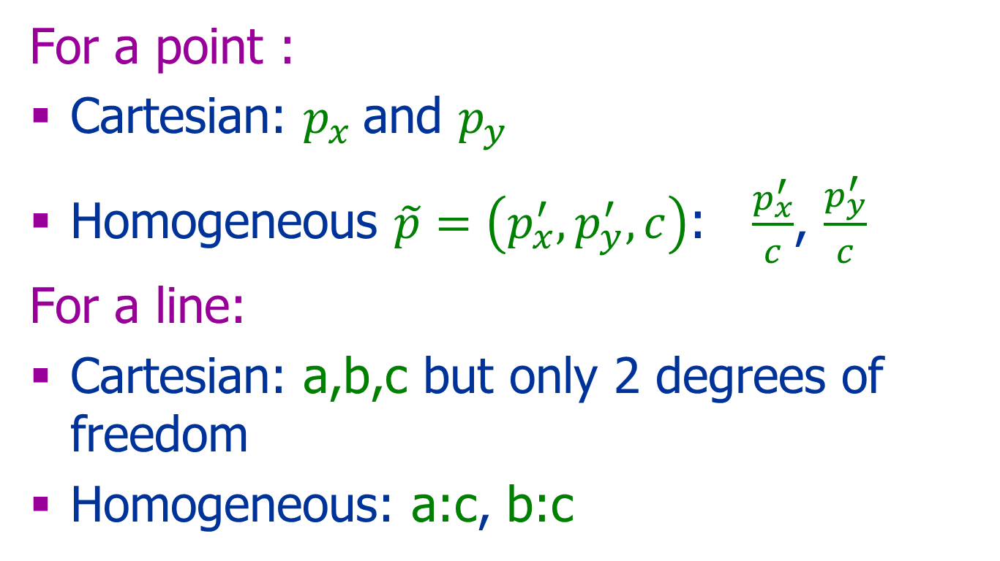 For a point :
▪ Cartesian: $p_x$ and $p_y$
▪ Homogeneous $\tilde{p} = \left(p'_x, p'_y, c\right)$: $\frac{p'_x}{c}$, $\frac{p'_y}{c}$
For a line:
▪ Cartesian: a,b,c but only 2 degrees of
freedom
▪ Homogeneous: a:c, b:c